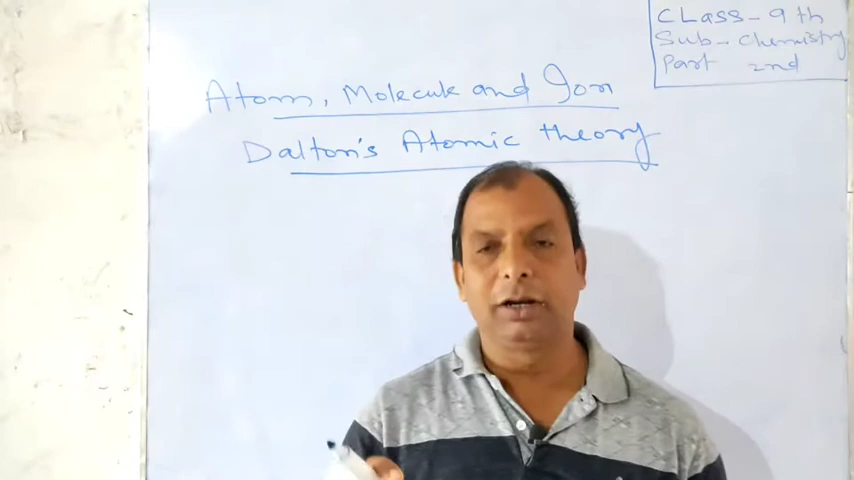 CLass - 9th
Sub - Chemistry
Part 2nd
Atom, Molecule and Ion
Dalton's Atomic theory